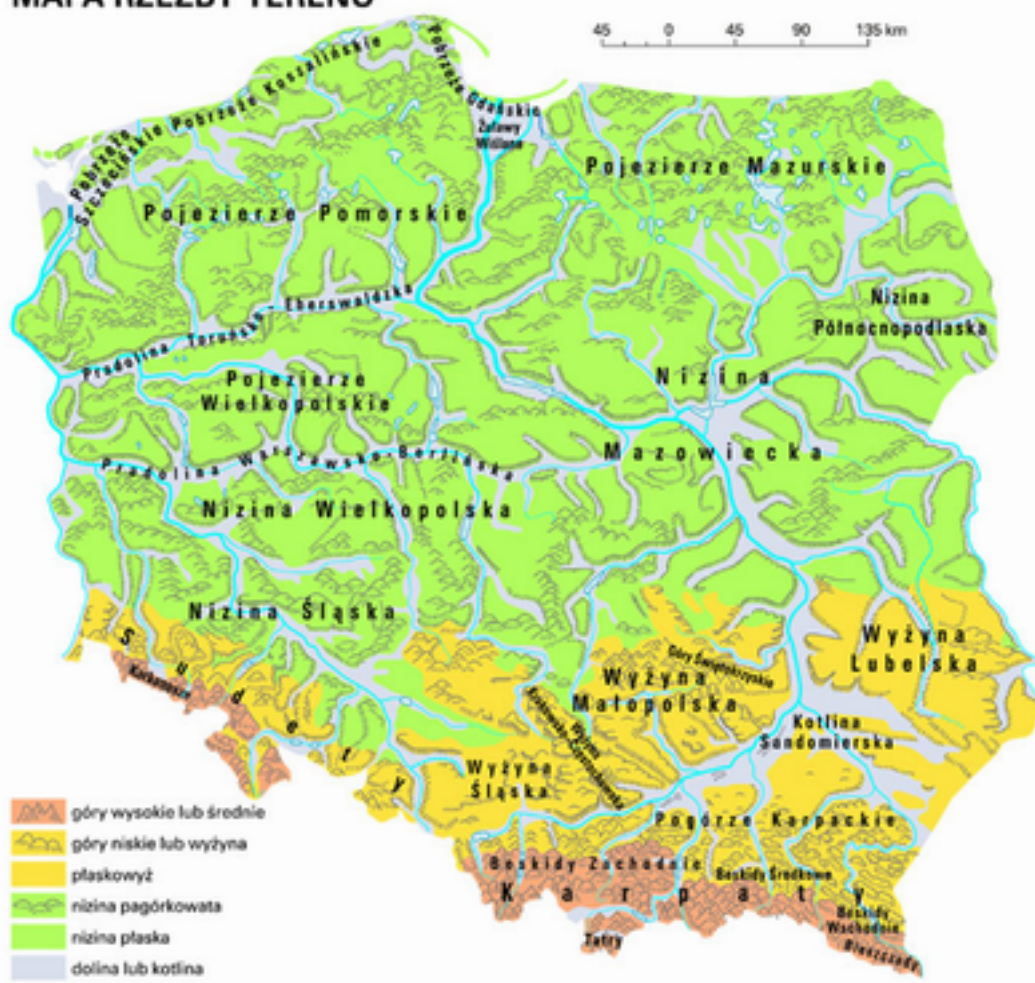 MAPA RZEŹBY TERENU
45 0 45 90 135 km
Pobrzeże Koszalińskie
Pobrzeże Gdańskie
Żuławy
Wiślane
Pobrzeże
Szczecińskie
Pojezierze Mazurskie
Pojezierze Pomorskie
Nizina
Północnopodlaska
Pradolina Toruńsko-Eberswaldzka
Pojezierze
Wielkopolskie
Nizina
Mazowiecka
Pradolina Warszawsko-Berlińska
Nizina Wielkopolska
Nizina Śląska
Sudety
Karkonosze
Wyżyna
Lubelska
Góry Świętokrzyskie
Wyżyna
Małopolska
Wyżyna
Krakowsko-Częstochowska
Kotlina
Sandomierska
Wyżyna
Śląska
Pogórze Karpackie
Beskidy Zachodnie
Beskidy Środkowe
Karpaty
Beskidy
Wschodnie
Tatry
Bieszczady
góry wysokie lub średnie
góry niskie lub wyżyna
płaskowyż
nizina pagórkowata
nizina płaska
dolina lub kotlina